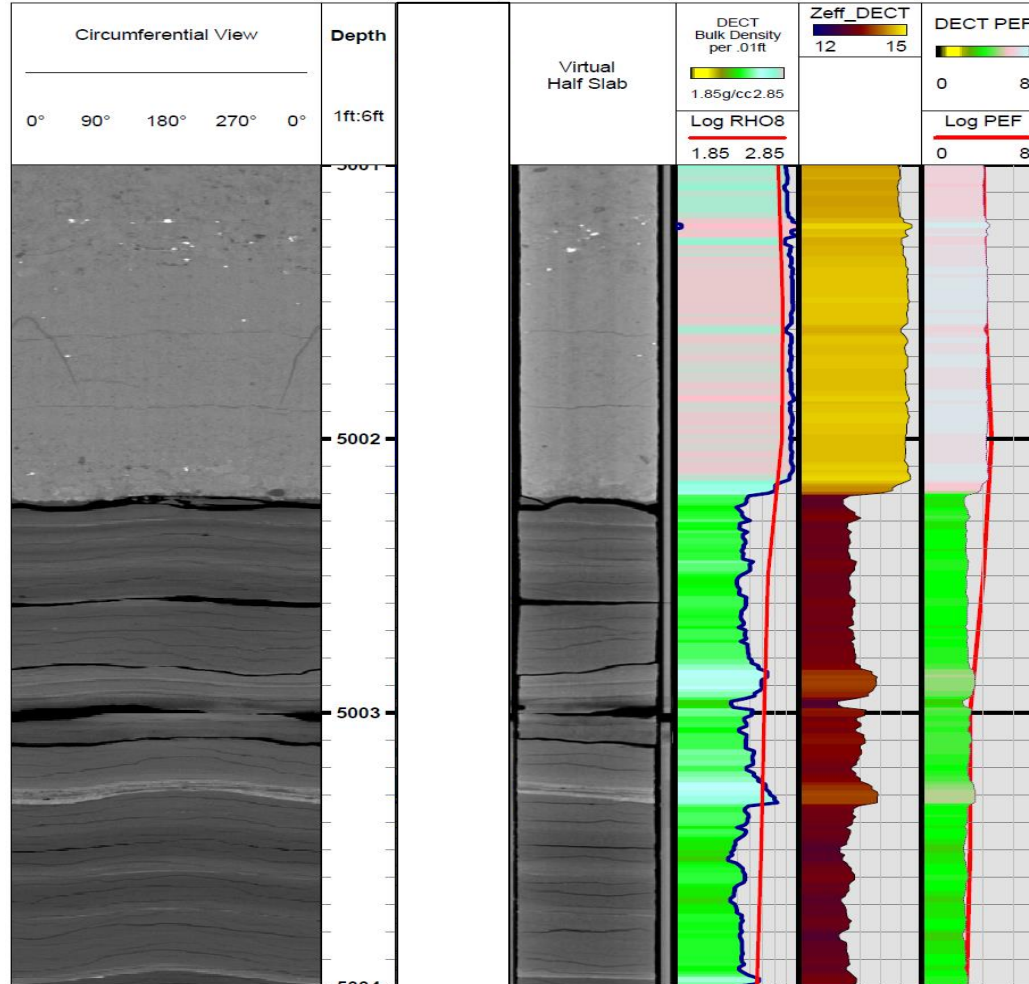 Circumferential View
0° 90° 180° 270° 0°
Depth
1ft:6ft
Virtual
Half Slab
DECT
Bulk Density
per .01ft
1.85g/cc2.85
Log RHO8
1.85 2.85
Zeff_DECT
12 15
DECT PEF
0 8
Log PEF
0 8
5002
5003